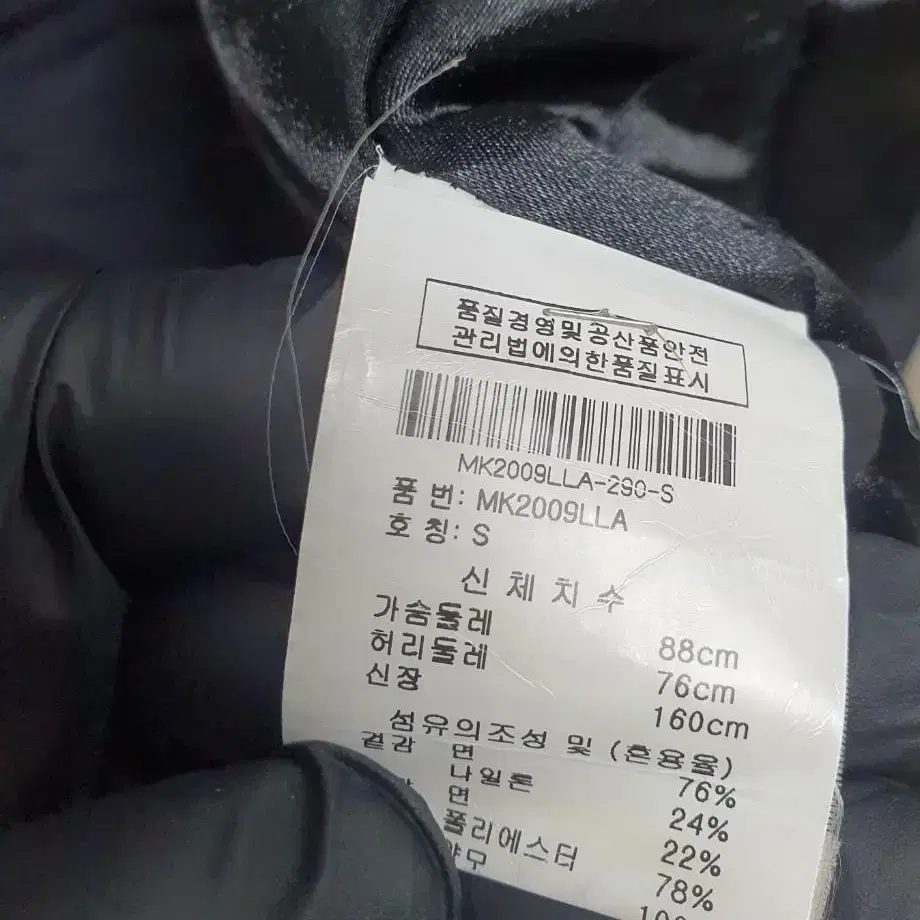 품질경영및공산품안전
관리법에의한품질표시
MK2009LLA-290-S
품 번: MK2009LLA
호 칭: S
신 체 치 수
가슴둘레 88cm
허리둘레 76cm
신장 160cm
섬유의조성 및 (혼용율)
겉감 면 76%
나일론 24%
면 22%
폴리에스터 78%